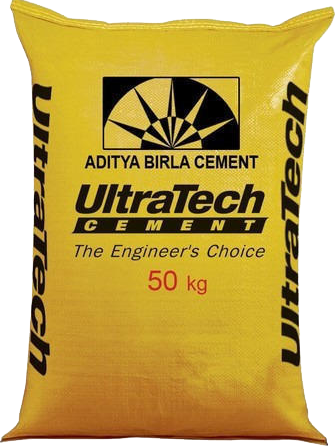 ADITYA BIRLA CEMENT
UltraTech
CEMENT
The Engineer's Choice
50 kg
UltraTech
UltraTech